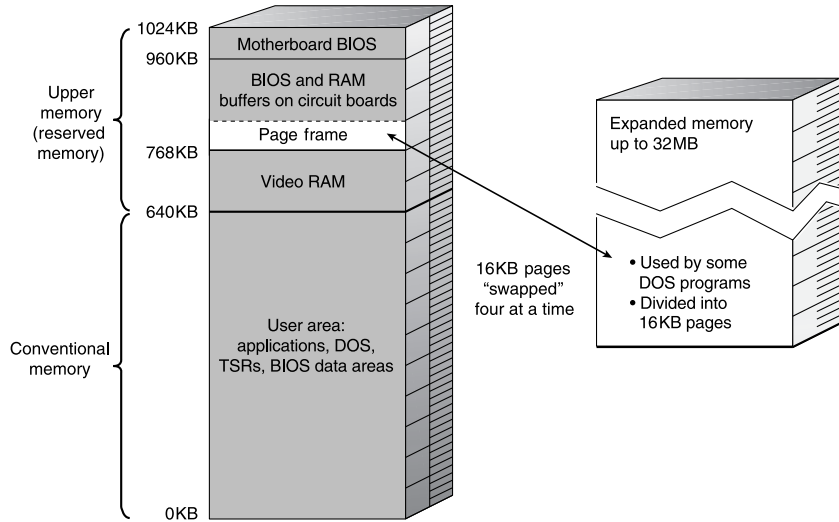 1024KB
Motherboard BIOS
960KB
Upper
memory
(reserved
memory)
BIOS and RAM
buffers on circuit boards
Page frame
768KB
Video RAM
640KB
Conventional
memory
User area:
applications, DOS,
TSRs, BIOS data areas
0KB
16KB pages
“swapped”
four at a time
Expanded memory
up to 32MB
• Used by some
DOS programs
• Divided into
16KB pages